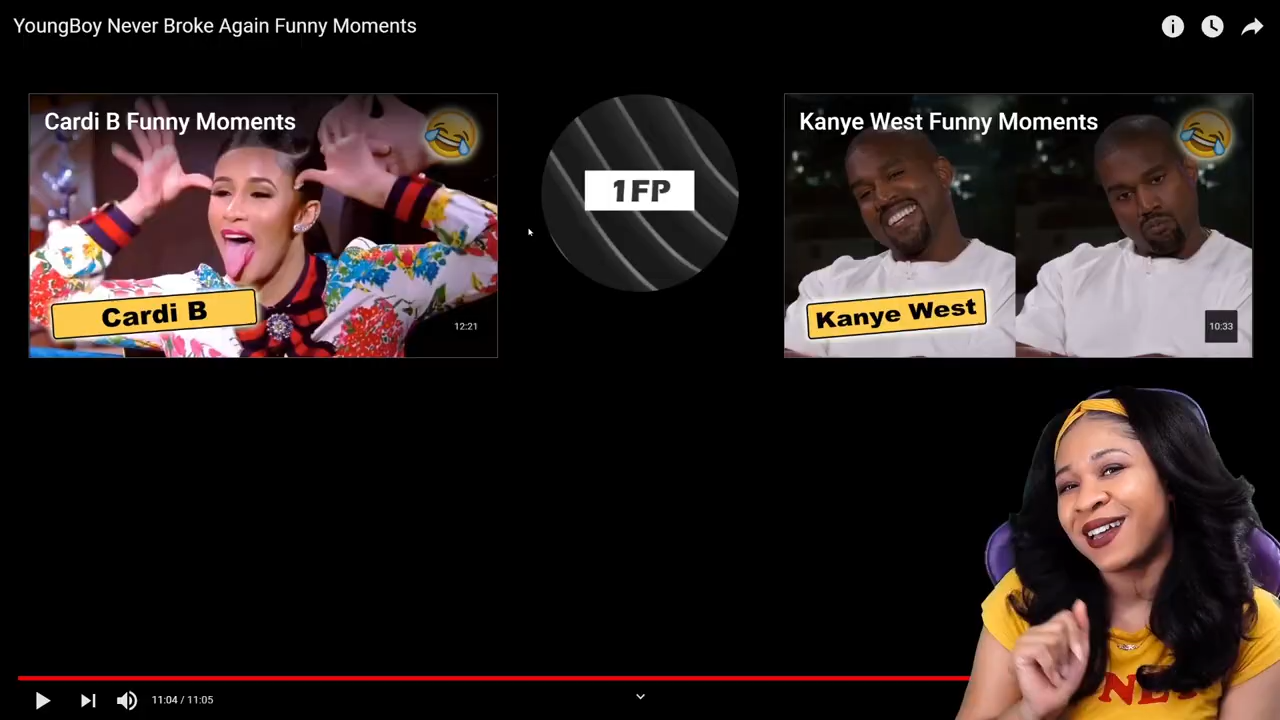 YoungBoy Never Broke Again Funny Moments
Cardi B Funny Moments
Cardi B
12:21
1FP
Kanye West Funny Moments
Kanye West
10:33
11:04 / 11:05